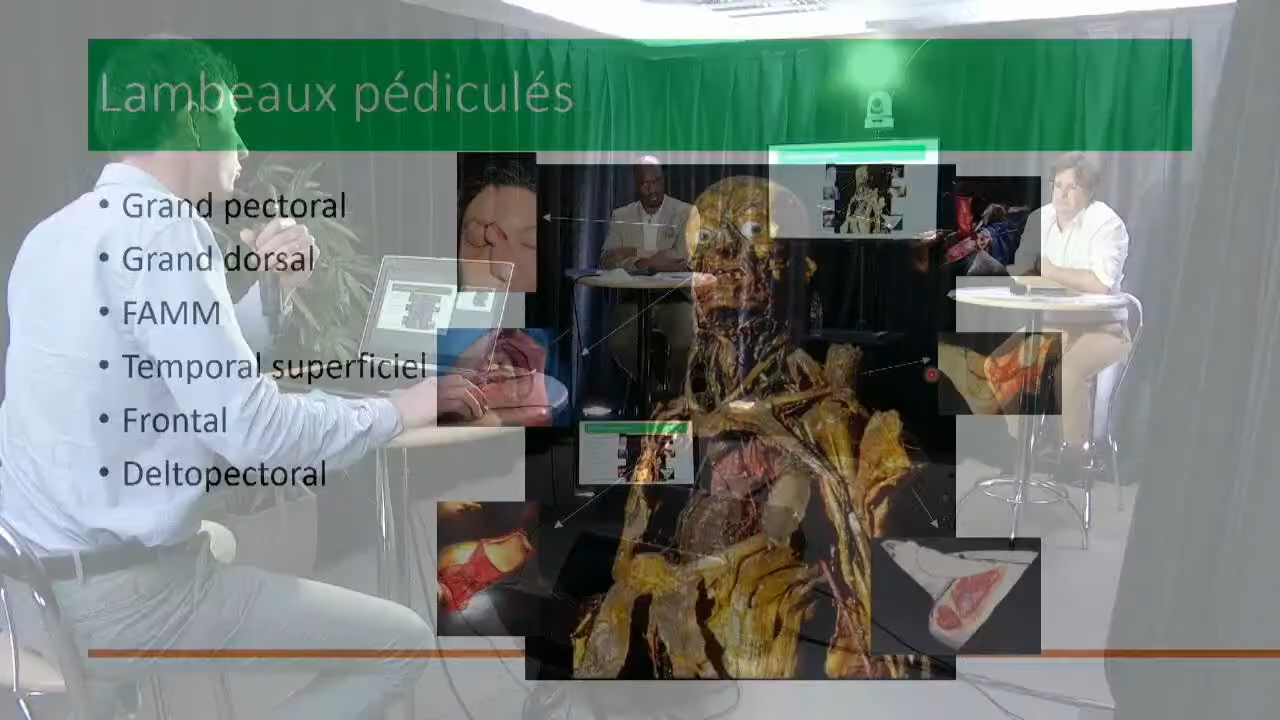 Lambeaux pédiculés
• Grand pectoral
• Grand dorsal
• FAMM
• Temporal superficiel
• Frontal
• Deltopectoral